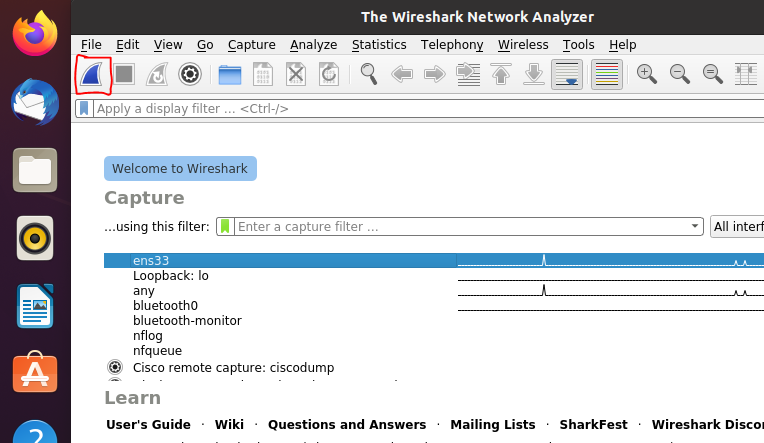 The Wireshark Network Analyzer
File Edit View Go Capture Analyze Statistics Telephony Wireless Tools Help
Apply a display filter … <Ctrl-/>
Welcome to Wireshark
Capture
…using this filter: Enter a capture filter … All interf
ens33
Loopback: lo
any
bluetooth0
bluetooth-monitor
nflog
nfqueue
Cisco remote capture: ciscodump
Learn
User's Guide · Wiki · Questions and Answers · Mailing Lists · SharkFest · Wireshark Discor